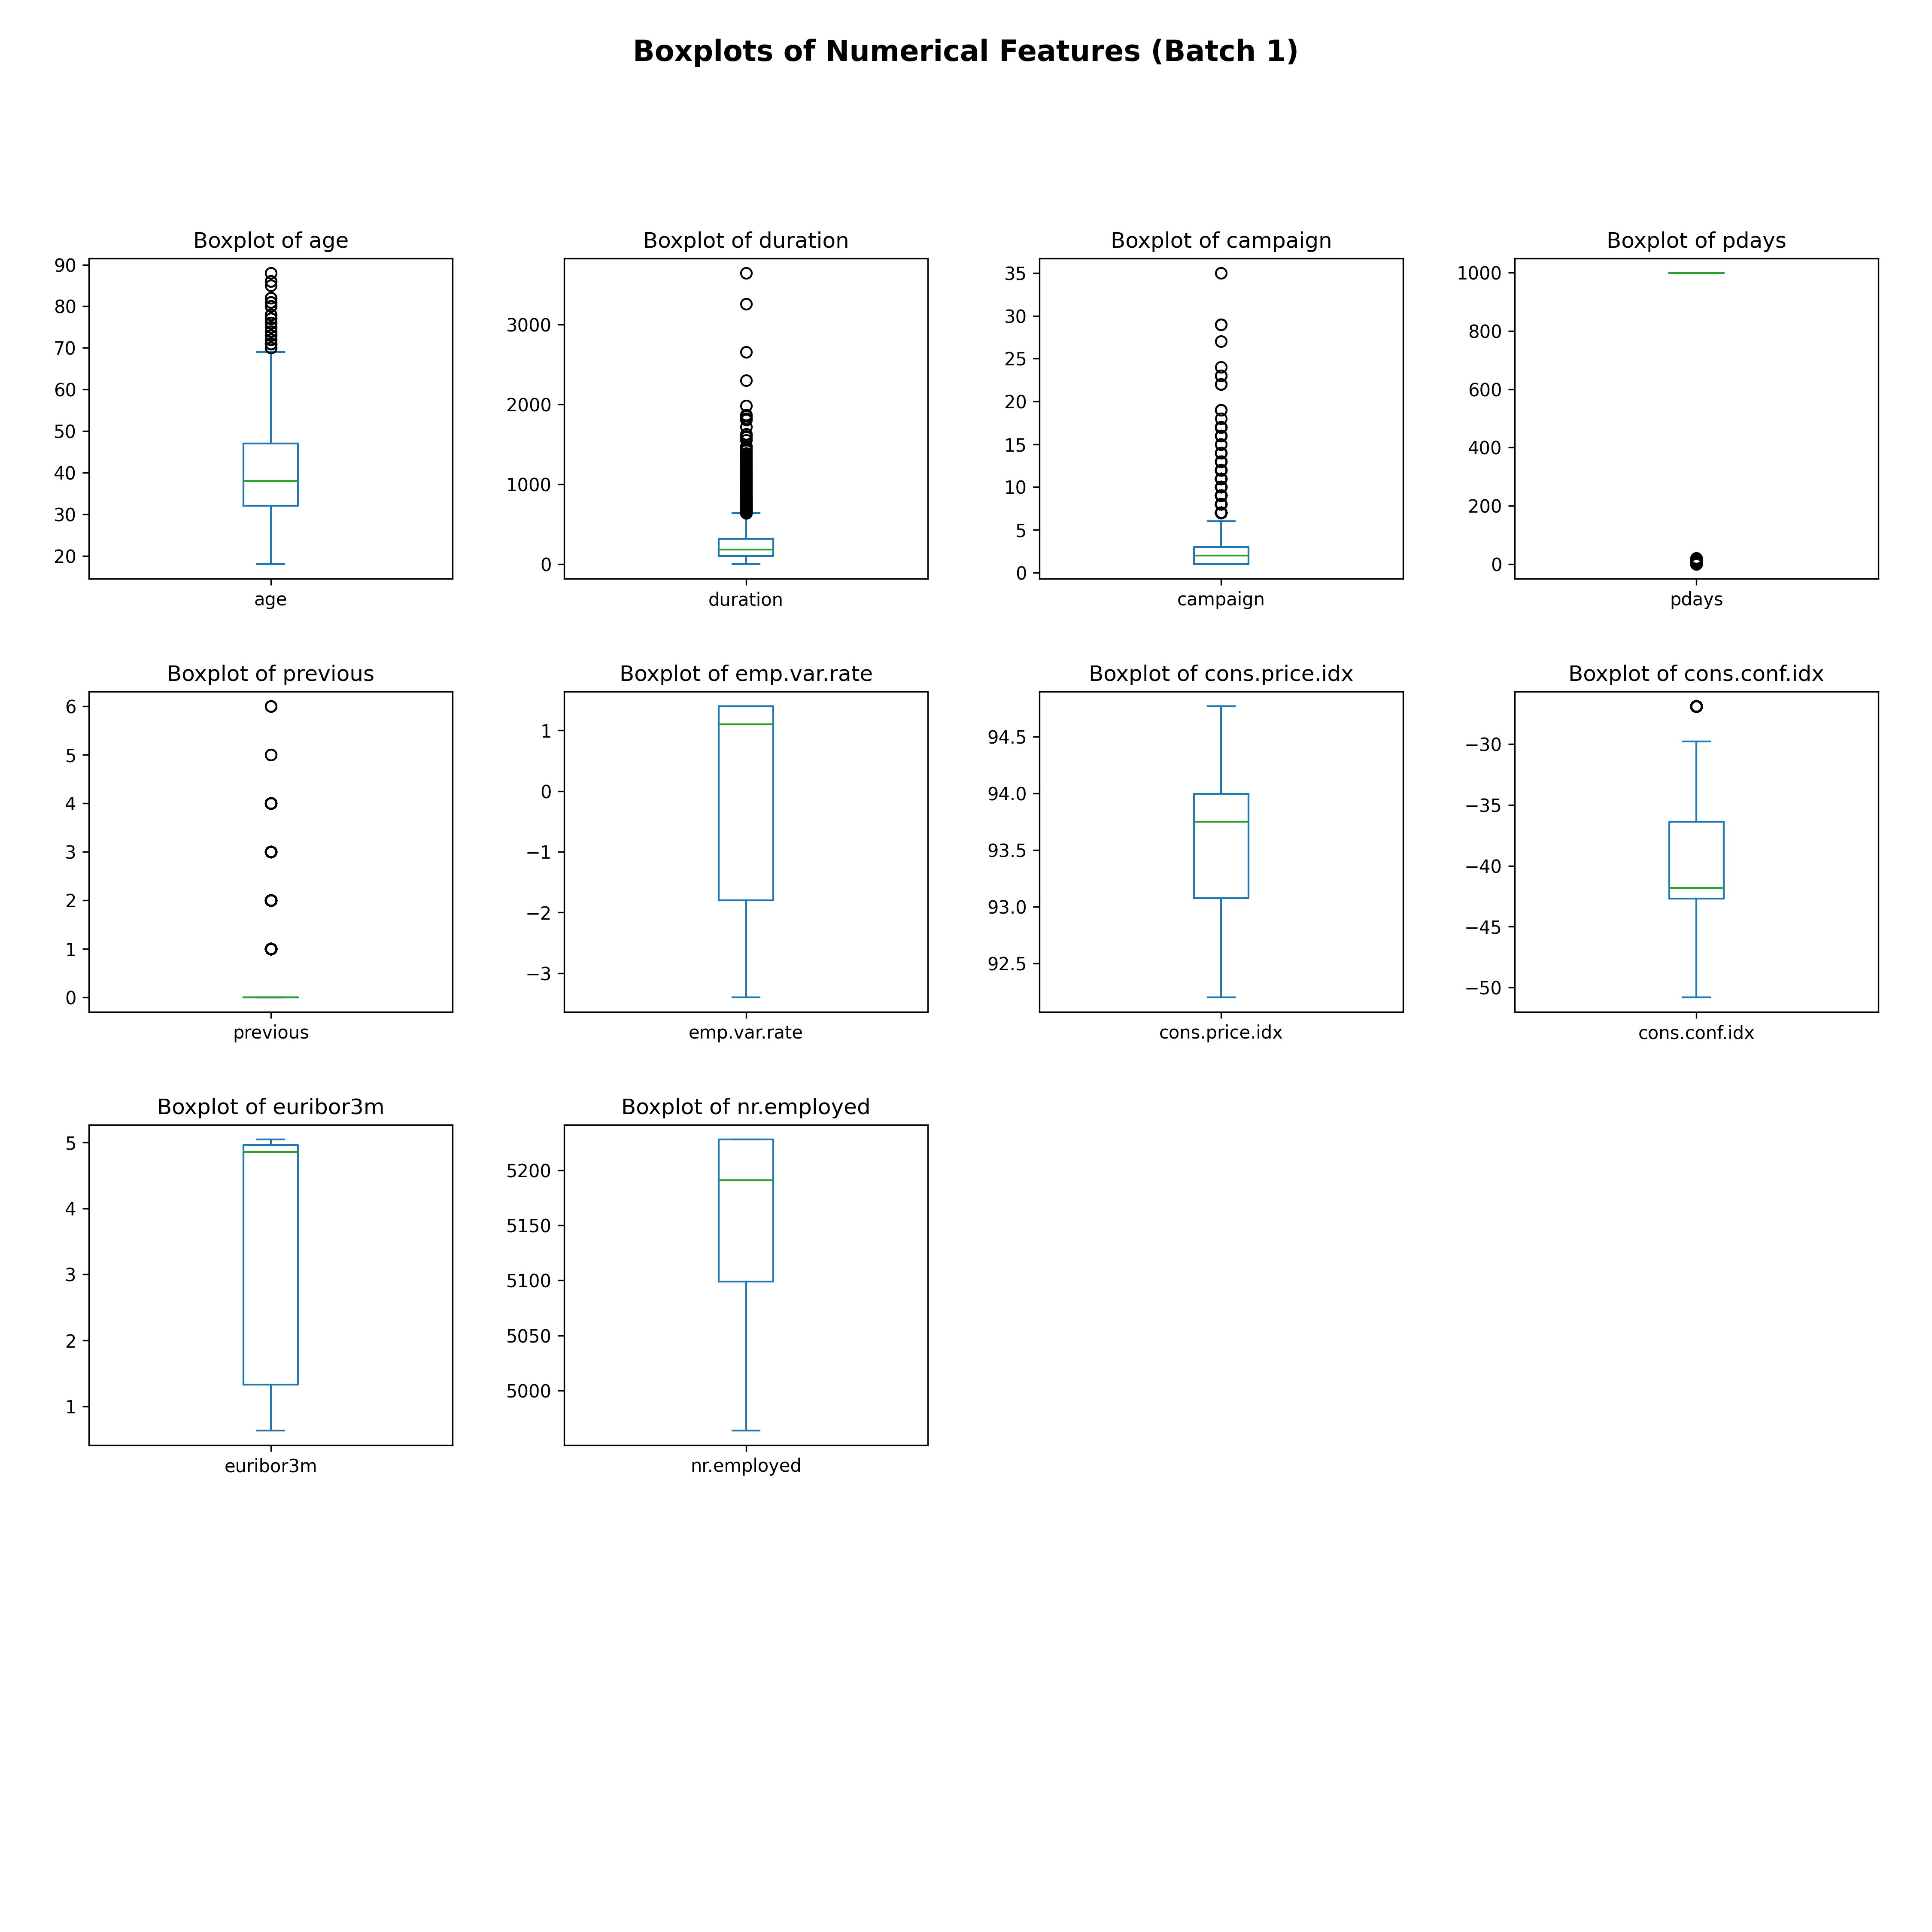 Boxplots of Numerical Features (Batch 1)
Boxplot of age
90
80
70
60
50
40
30
20
age
Boxplot of duration
3000
2000
1000
0
duration
Boxplot of campaign
35
30
25
20
15
10
5
0
campaign
Boxplot of pdays
1000
800
600
400
200
0
pdays
Boxplot of previous
6
5
4
3
2
1
0
previous
Boxplot of emp.var.rate
1
0
−1
−2
−3
emp.var.rate
Boxplot of cons.price.idx
94.5
94.0
93.5
93.0
92.5
cons.price.idx
Boxplot of cons.conf.idx
−30
−35
−40
−45
−50
cons.conf.idx
Boxplot of euribor3m
5
4
3
2
1
euribor3m
Boxplot of nr.employed
5200
5150
5100
5050
5000
nr.employed